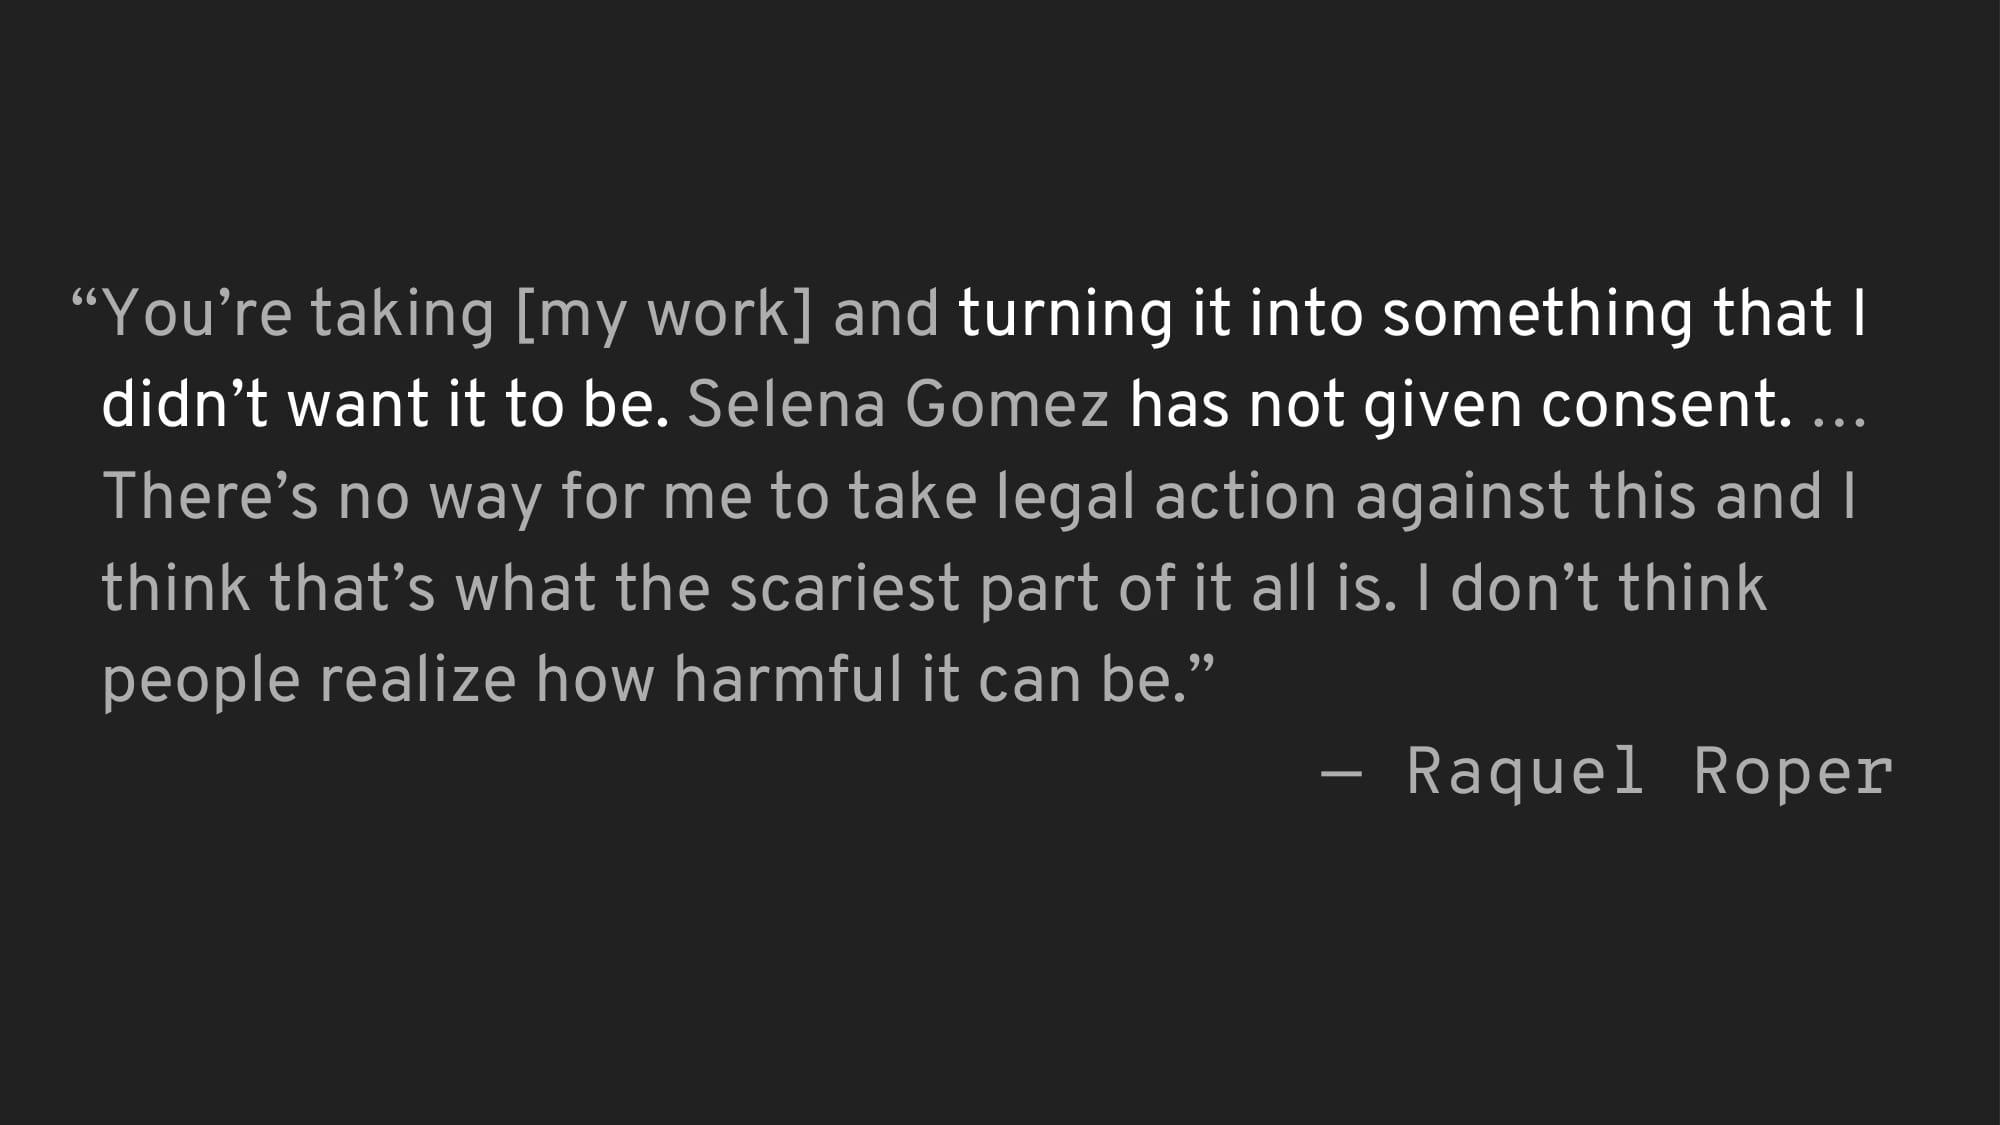 “You’re taking [my work] and turning it into something that I
didn’t want it to be. Selena Gomez has not given consent. …
There’s no way for me to take legal action against this and I
think that’s what the scariest part of it all is. I don’t think
people realize how harmful it can be.”
— Raquel Roper